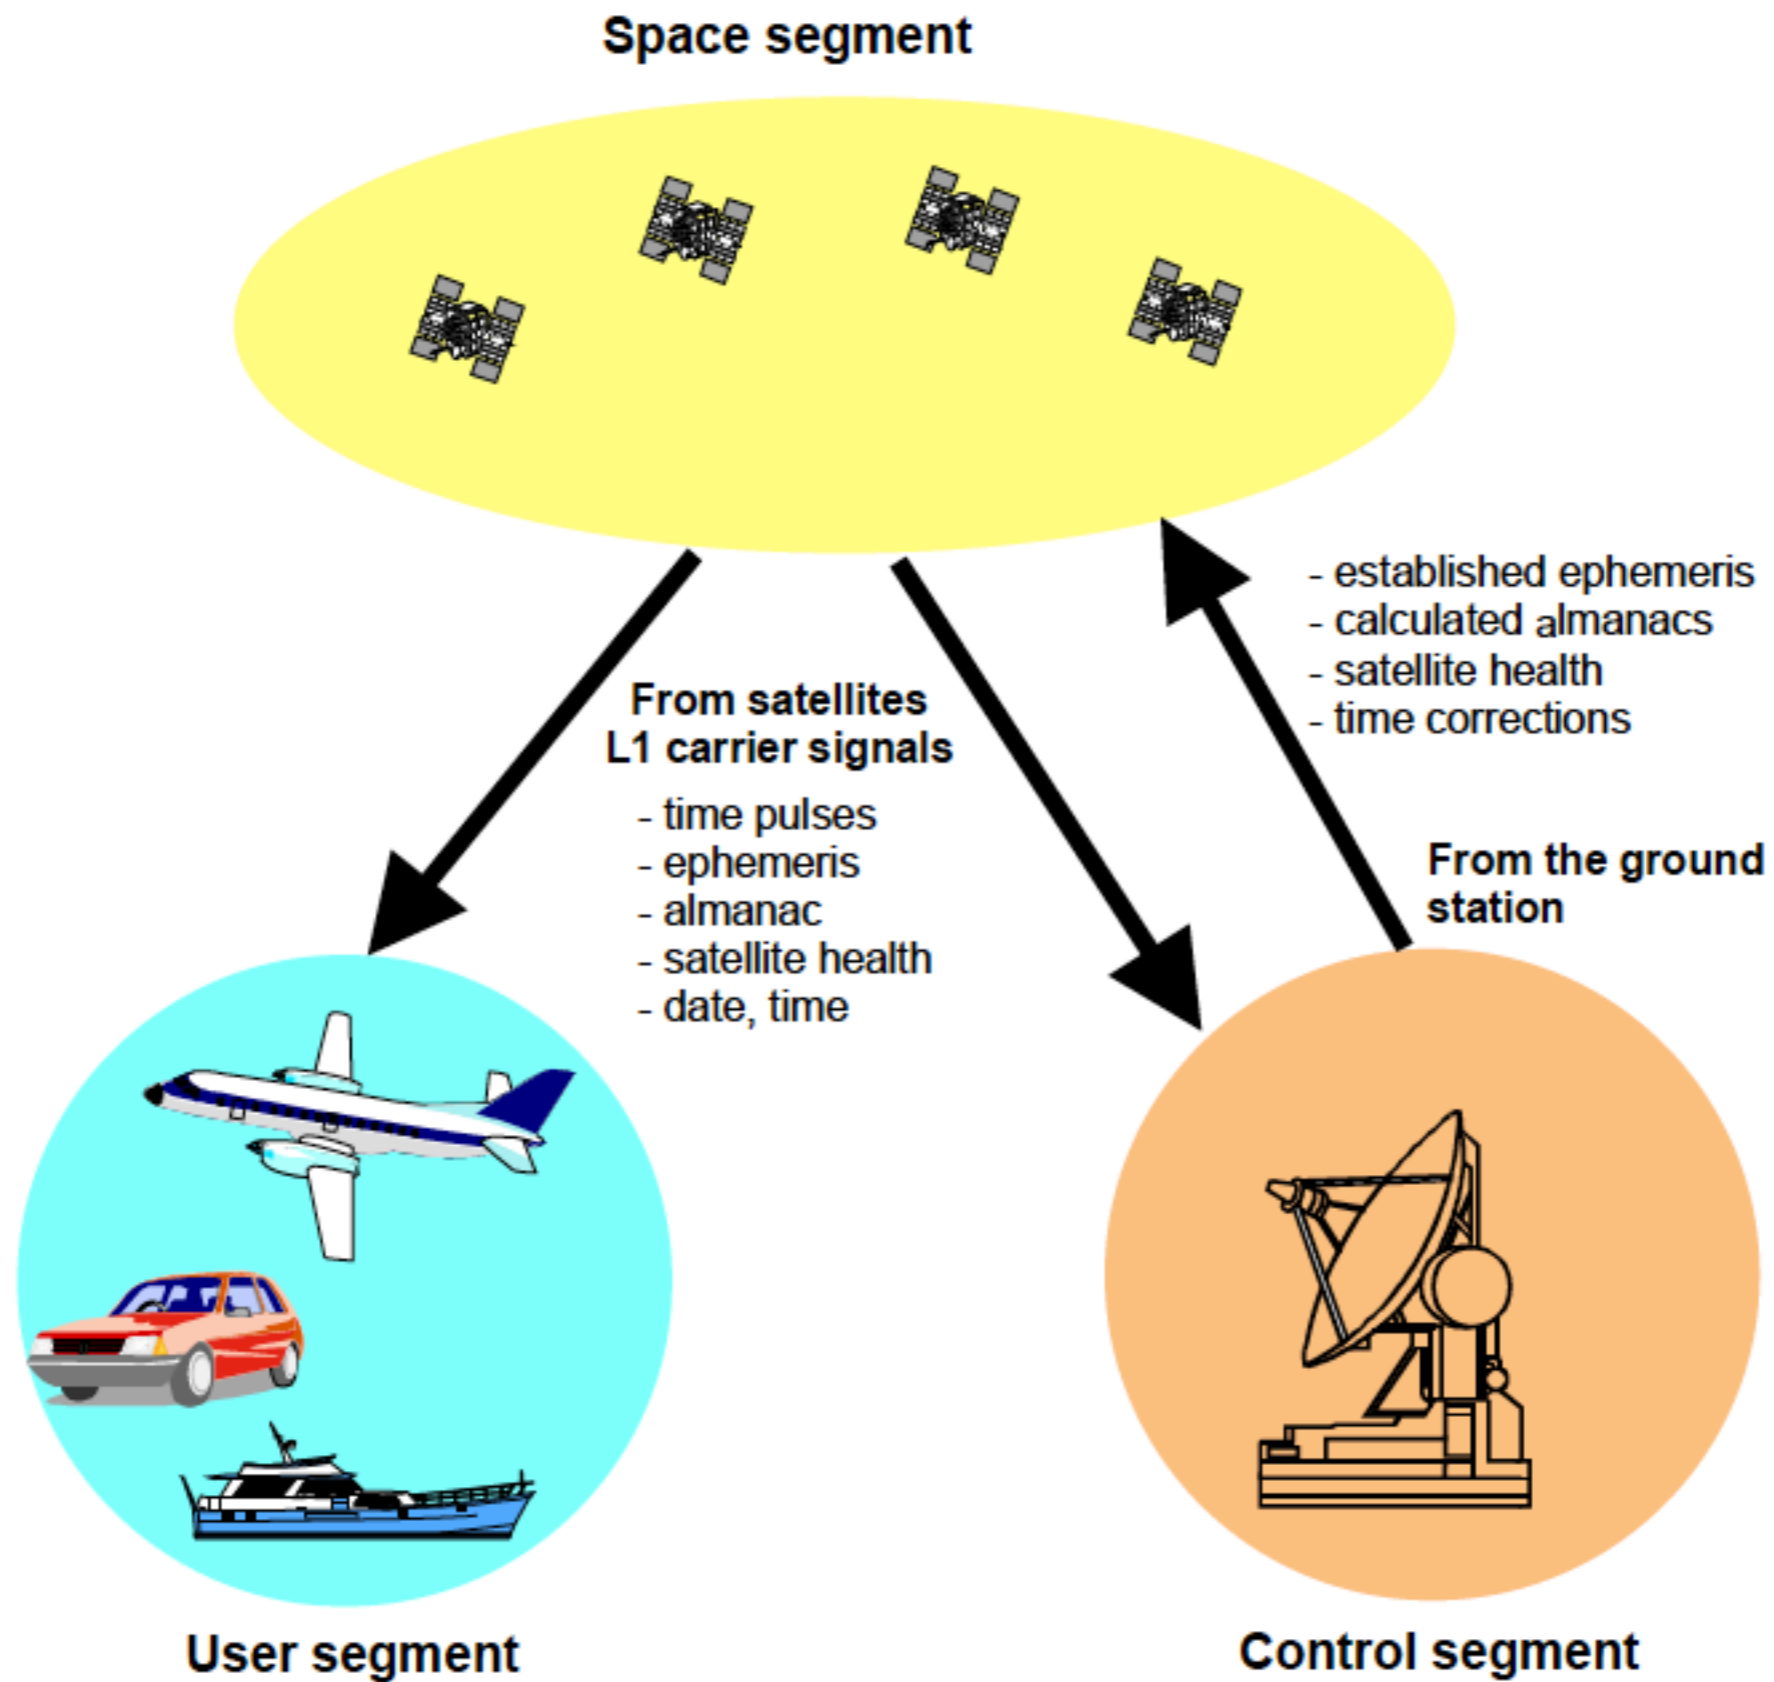 Space segment
- established ephemeris
- calculated almanacs
- satellite health
- time corrections
From satellites
L1 carrier signals
- time pulses
- ephemeris
- almanac
- satellite health
- date, time
From the ground
station
User segment
Control segment